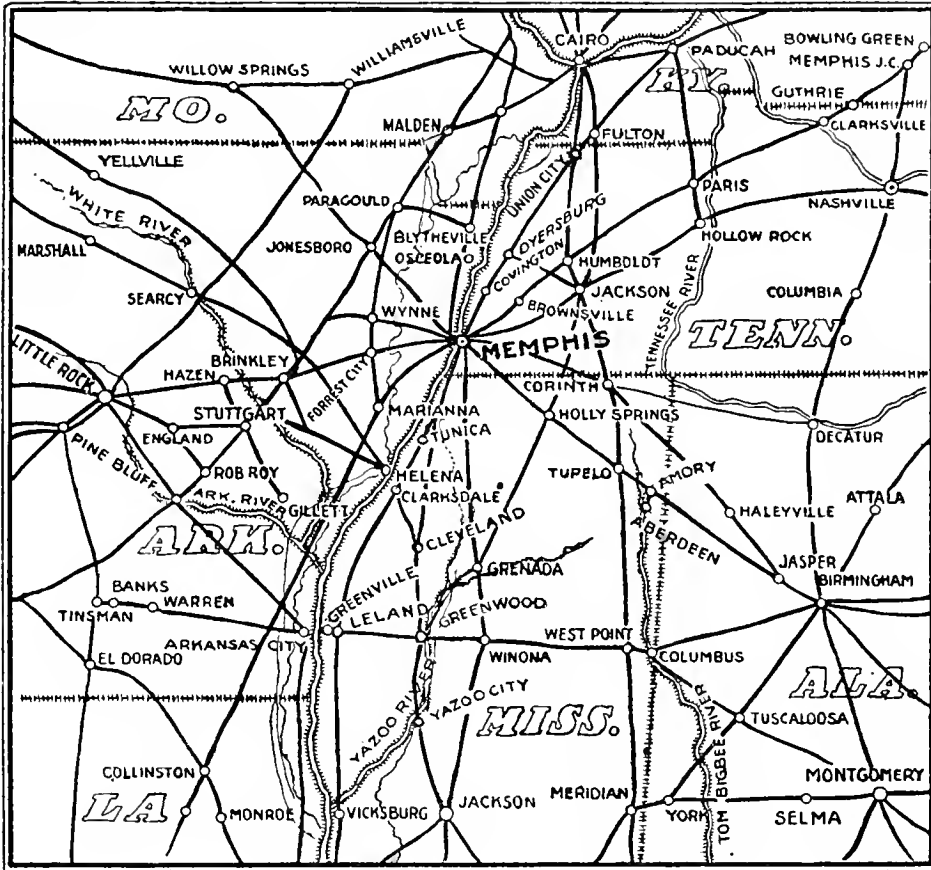 CAIRO
PADUCAH
BOWLING GREEN
MEMPHIS J.C.
WILLOW SPRINGS
WILLIAMSVILLE
KY.
GUTHRIE
MO.
MALDEN
FULTON
CLARKSVILLE
YELLVILLE
UNION CITY
PARIS
NASHVILLE
WHITE RIVER
PARAGOULD
DYERSBURG
HOLLOW ROCK
MARSHALL
JONESBORO
BLYTHEVILLE
OSCEOLA
COVINGTON
HUMBOLDT
SEARCY
JACKSON
TENNESSEE RIVER
COLUMBIA
WYNNE
BROWNSVILLE
TENN.
LITTLE ROCK
BRINKLEY
HAZEN
FORREST CITY
MEMPHIS
CORINTH
STUTTGART
MARIANNA
HOLLY SPRINGS
ENGLAND
TUNICA
DECATUR
PINE BLUFF
ROB ROY
HELENA
TUPELO
AMORY
ARK. RIVER
GILLETT
CLARKSDALE
ABERDEEN
HALEYVILLE
ATTALA
ARK.
CLEVELAND
GRENADA
JASPER
BIRMINGHAM
BANKS
TINSMAN
WARREN
GREENVILLE
LELAND
GREENWOOD
ARKANSAS CITY
WEST POINT
WINONA
COLUMBUS
EL DORADO
ALA.
YAZOO RIVER
YAZOO CITY
MISS.
TOM BIGBEE RIVER
TUSCALOOSA
COLLINSTON
MONTGOMERY
LA
MONROE
VICKSBURG
JACKSON
MERIDIAN
YORK
SELMA